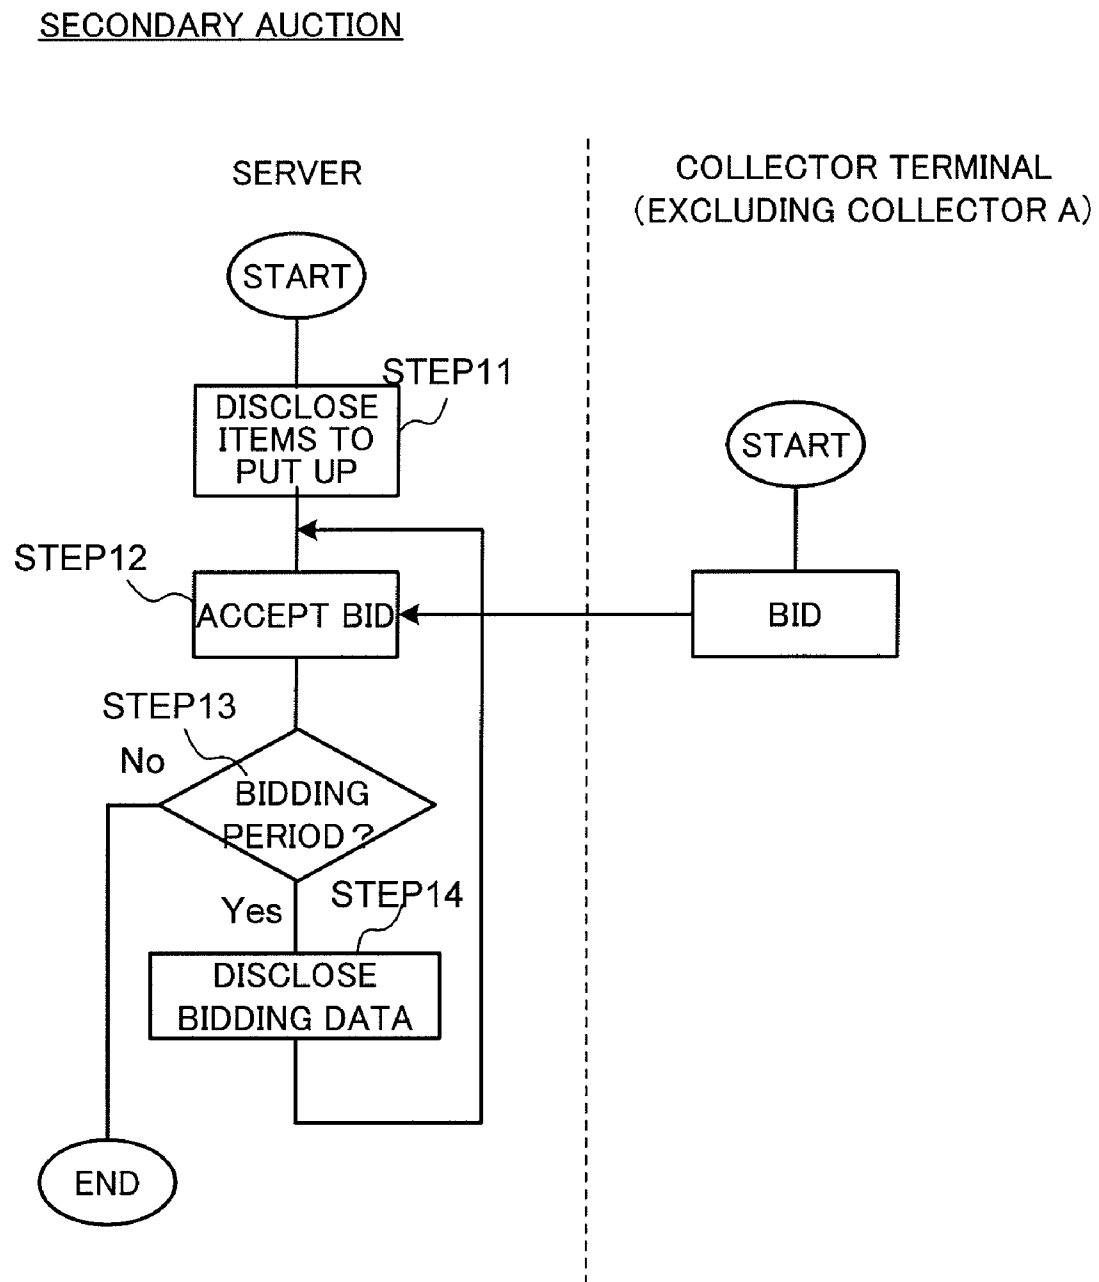 SECONDARY AUCTION
SERVER
COLLECTOR TERMINAL
(EXCLUDING COLLECTOR A)
START
STEP11
DISCLOSE
ITEMS TO
PUT UP
START
STEP12
ACCEPT BID
BID
STEP13
No
BIDDING
PERIOD?
Yes
STEP14
DISCLOSE
BIDDING DATA
END